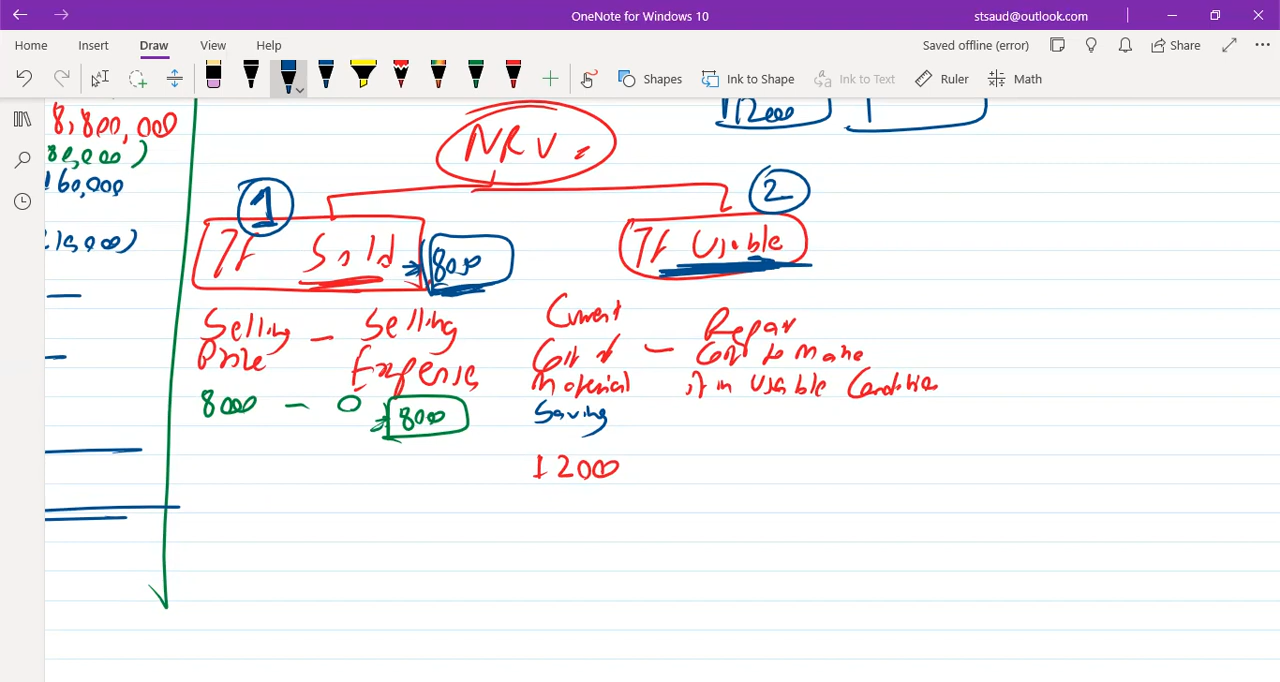 OneNote for Windows 10
stsaud@outlook.com
Home Insert Draw View Help
Saved offline (error)
Share
Shapes
Ink to Shape
Ink to Text
Ruler
Math
8,800,000
160,000
12000
NRV
1
2
If Sold
8000
If Usable
Selling Price - Selling Expense
Current Cost of Material - Repair Cost to make it in Usable Condition
8000 - 0
8000
Saving
12000